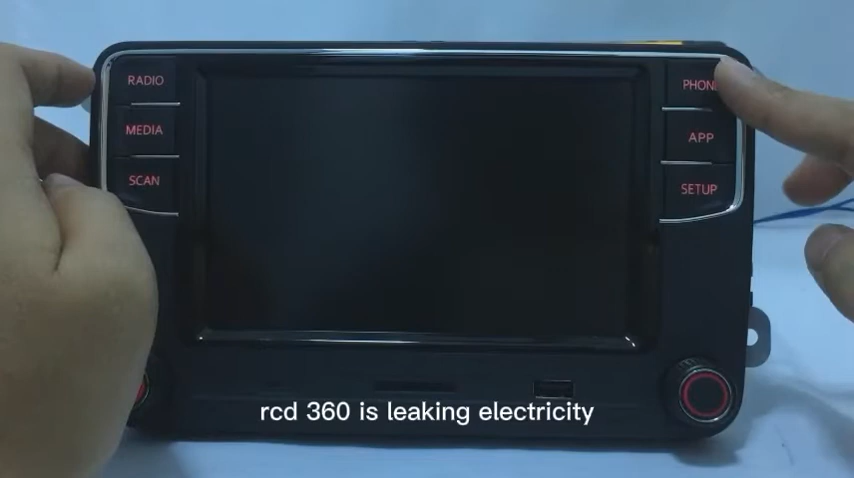 RADIO
MEDIA
SCAN
PHON
APP
SETUP
rcd 360 is leaking electricity